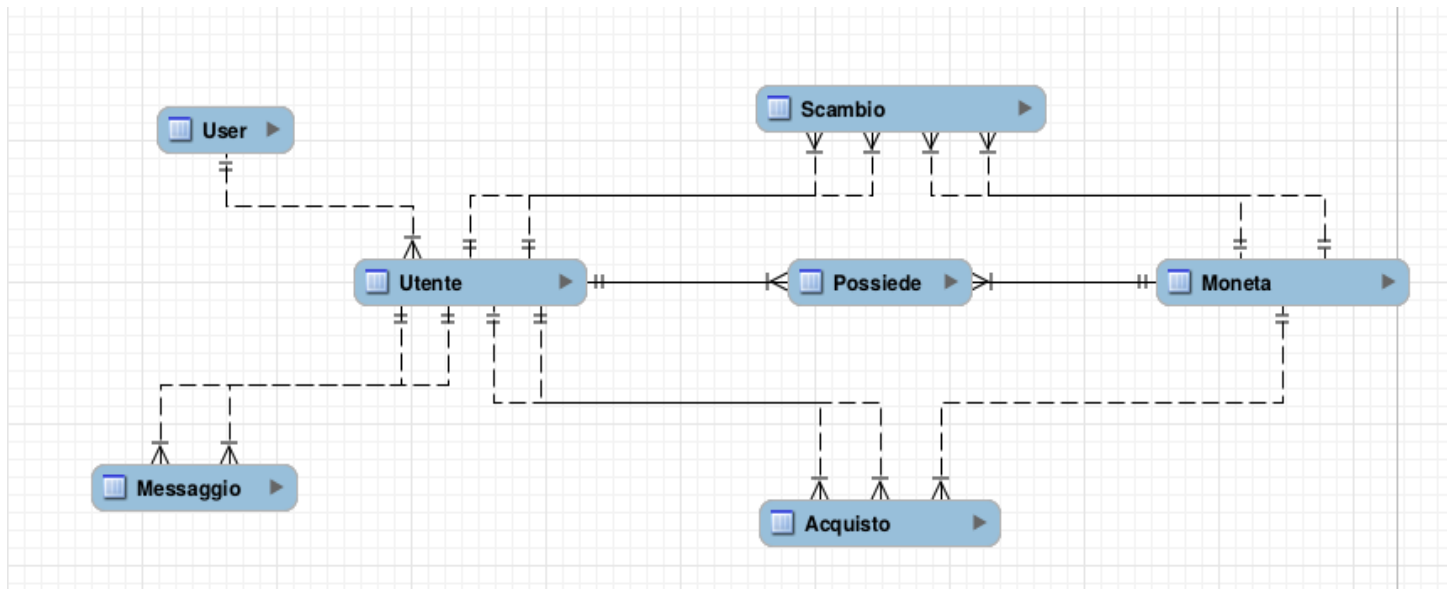 Scambio
User
Utente
Possiede
Moneta
Messaggio
Acquisto